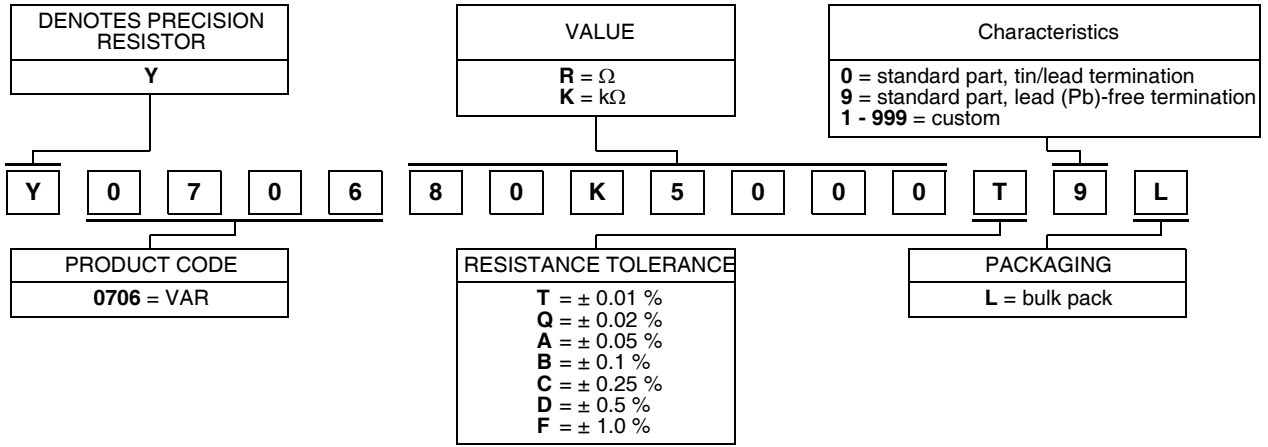 DENOTES PRECISION
RESISTOR
Y
VALUE
R = Ω
K = kΩ
Characteristics
0 = standard part, tin/lead termination
9 = standard part, lead (Pb)-free termination
1 - 999 = custom
Y 0 7 0 6 8 0 K 5 0 0 0 T 9 L
PRODUCT CODE
0706 = VAR
RESISTANCE TOLERANCE
T = ± 0.01 %
Q = ± 0.02 %
A = ± 0.05 %
B = ± 0.1 %
C = ± 0.25 %
D = ± 0.5 %
F = ± 1.0 %
PACKAGING
L = bulk pack